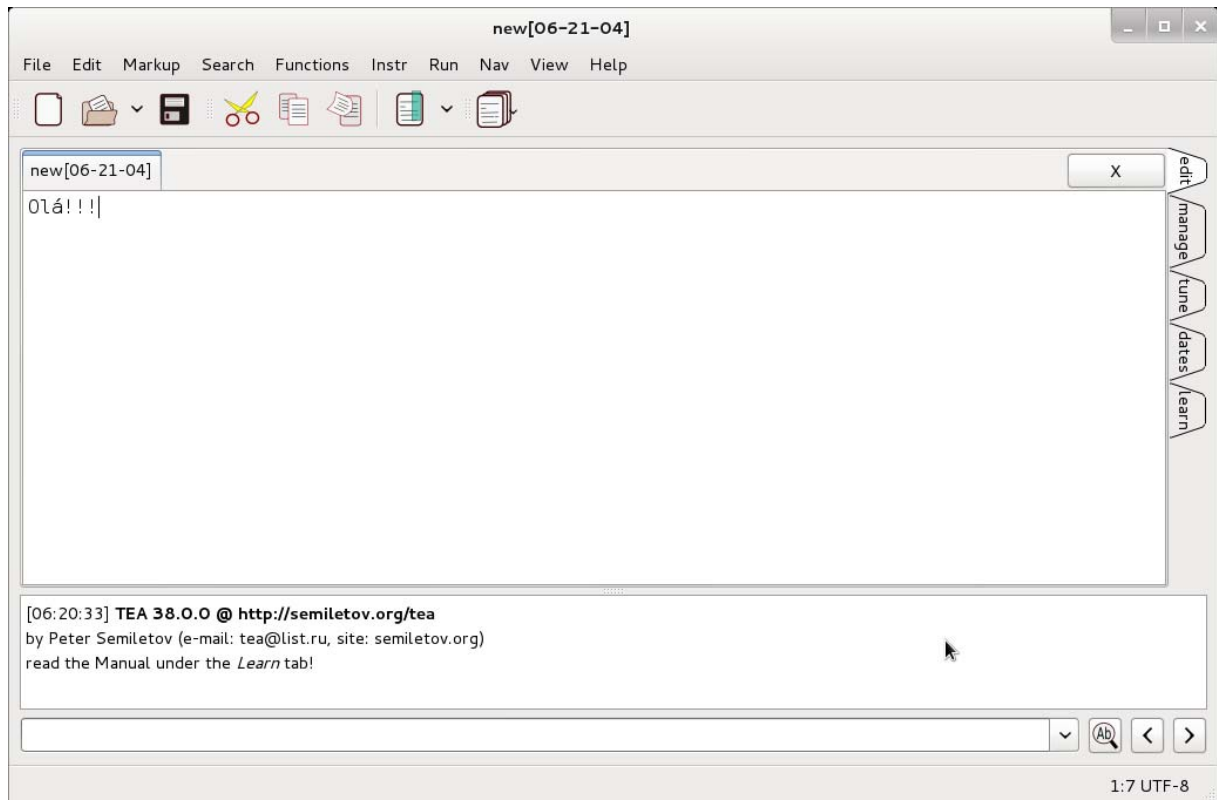 new[06-21-04]
File Edit Markup Search Functions Instr Run Nav View Help
new[06-21-04] X
Olá!!!
edit
manage
tune
dates
learn
[06:20:33] TEA 38.0.0 @ http://semiletov.org/tea
by Peter Semiletov (e-mail: tea@list.ru, site: semiletov.org)
read the Manual under the Learn tab!
Ab
1:7 UTF-8